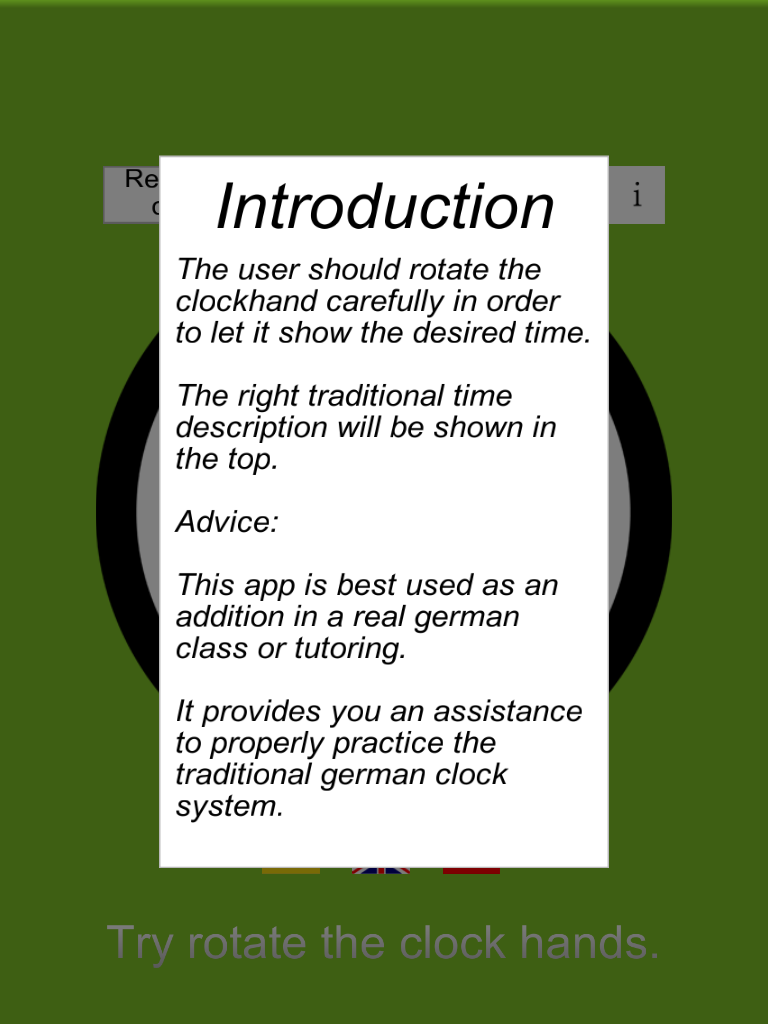 Introduction
The user should rotate the
clockhand carefully in order
to let it show the desired time.
The right traditional time
description will be shown in
the top.
Advice:
This app is best used as an
addition in a real german
class or tutoring.
It provides you an assistance
to properly practice the
traditional german clock
system.
i
Try rotate the clock hands.